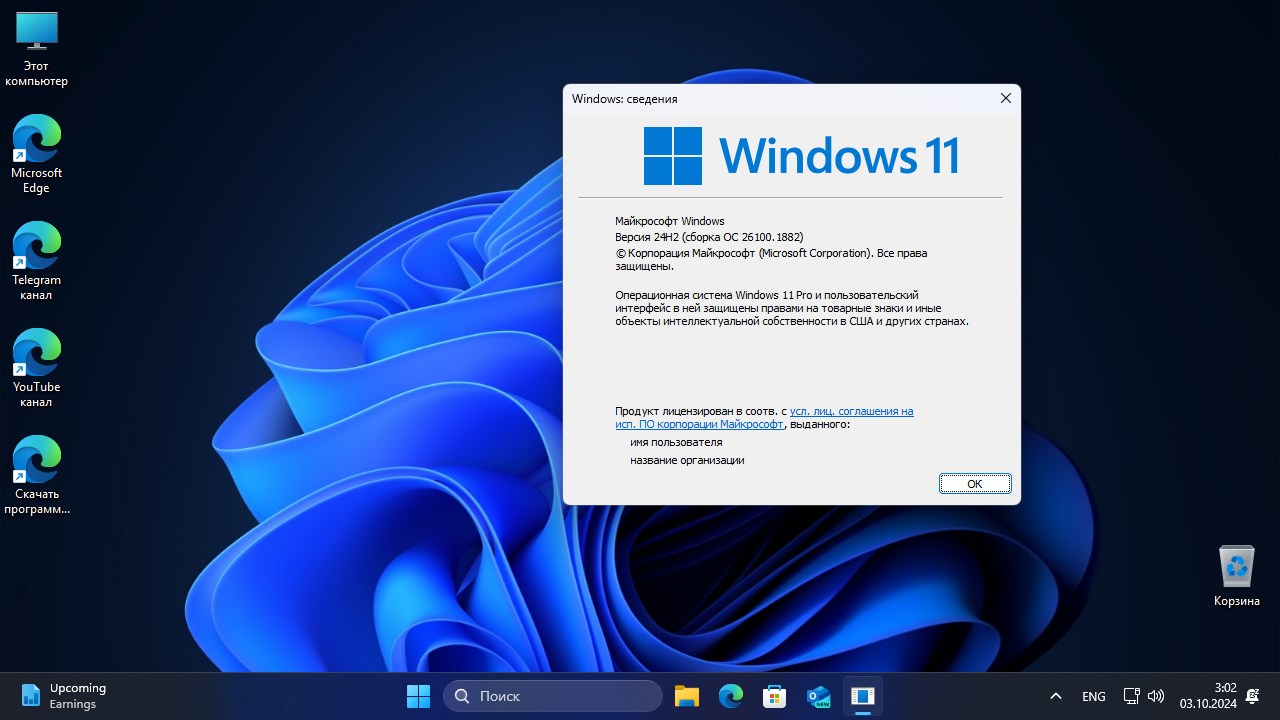 Этот
компьютер
Microsoft
Edge
Telegram
канал
YouTube
канал
Скачать
программ...
Windows: сведения
Windows 11
Майкрософт Windows
Версия 24H2 (сборка ОС 26100.1882)
© Корпорация Майкрософт (Microsoft Corporation). Все права
защищены.
Операционная система Windows 11 Pro и пользовательский
интерфейс в ней защищены правами на товарные знаки и иные
объекты интеллектуальной собственности в США и других странах.
Продукт лицензирован в соотв. с усл. лиц. соглашения на
исп. ПО корпорации Майкрософт, выданного:
имя пользователя
название организации
ОК
Корзина
Upcoming
Earnings
Поиск
NEW
ENG
3:02
03.10.2024